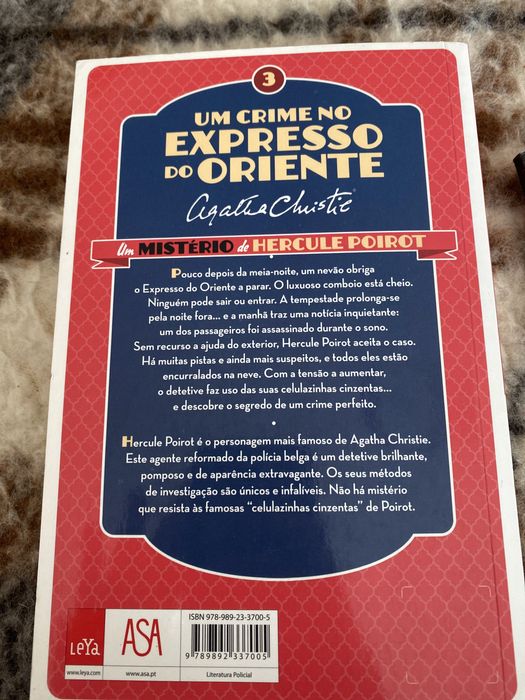 3
UM CRIME NO
EXPRESSO
DO ORIENTE
Agatha Christie®
Um MISTÉRIO de HERCULE POIROT
Pouco depois da meia-noite, um nevão obriga
o Expresso do Oriente a parar. O luxuoso comboio está cheio.
Ninguém pode sair ou entrar. A tempestade prolonga-se
pela noite fora... e a manhã traz uma notícia inquietante:
um dos passageiros foi assassinado durante o sono.
Sem recurso a ajuda do exterior, Hercule Poirot aceita o caso.
Há muitas pistas e ainda mais suspeitos, e todos eles estão
encurralados na neve. Com a tensão a aumentar,
o detetive faz uso das suas celulazinhas cinzentas...
e descobre o segredo de um crime perfeito.
Hercule Poirot é o personagem mais famoso de Agatha Christie.
Este agente reformado da polícia belga é um detetive brilhante,
pomposo e de aparência extravagante. Os seus métodos
de investigação são únicos e infalíveis. Não há mistério
que resista às famosas “celulazinhas cinzentas” de Poirot.
LeYa
www.leya.com
ASA
www.asa.pt
ISBN 978-989-23-3700-5
9 789892 337005
Literatura Policial